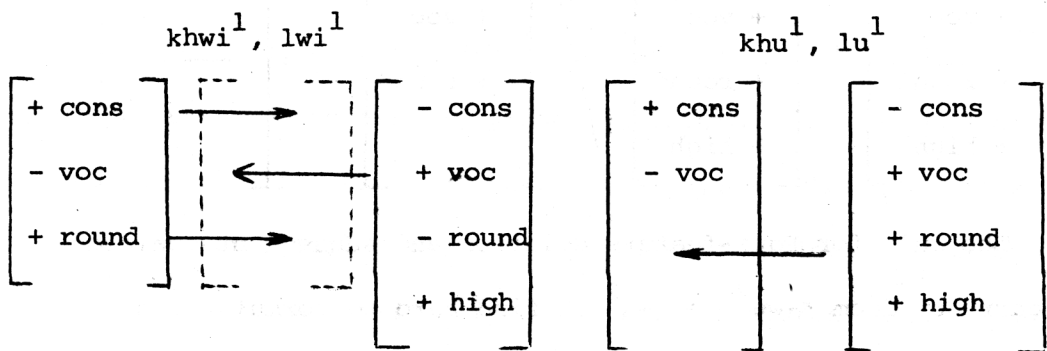 khwi¹, lwi¹ khu¹, lu¹
+ cons - cons + cons - cons
- voc + voc - voc + voc
+ round - round + round
+ high + high